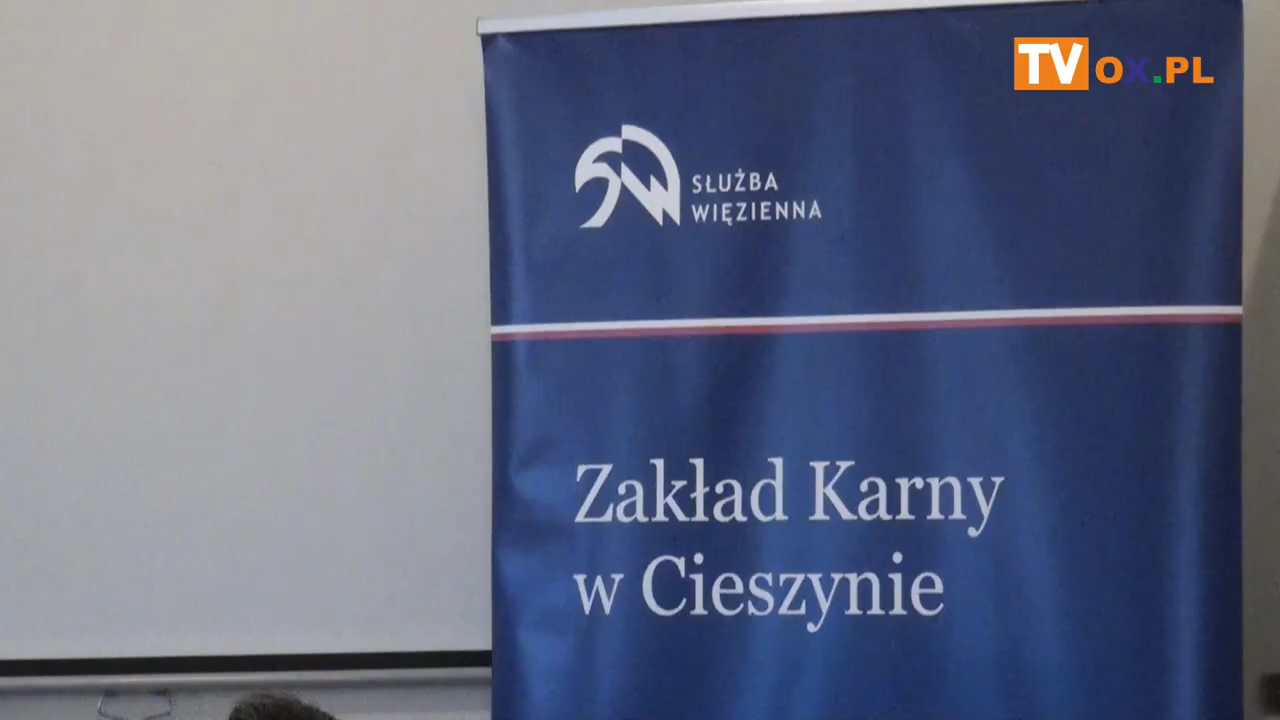 TVox.PL
SŁUŻBA
WIĘZIENNA
Zakład Karny
w Cieszynie